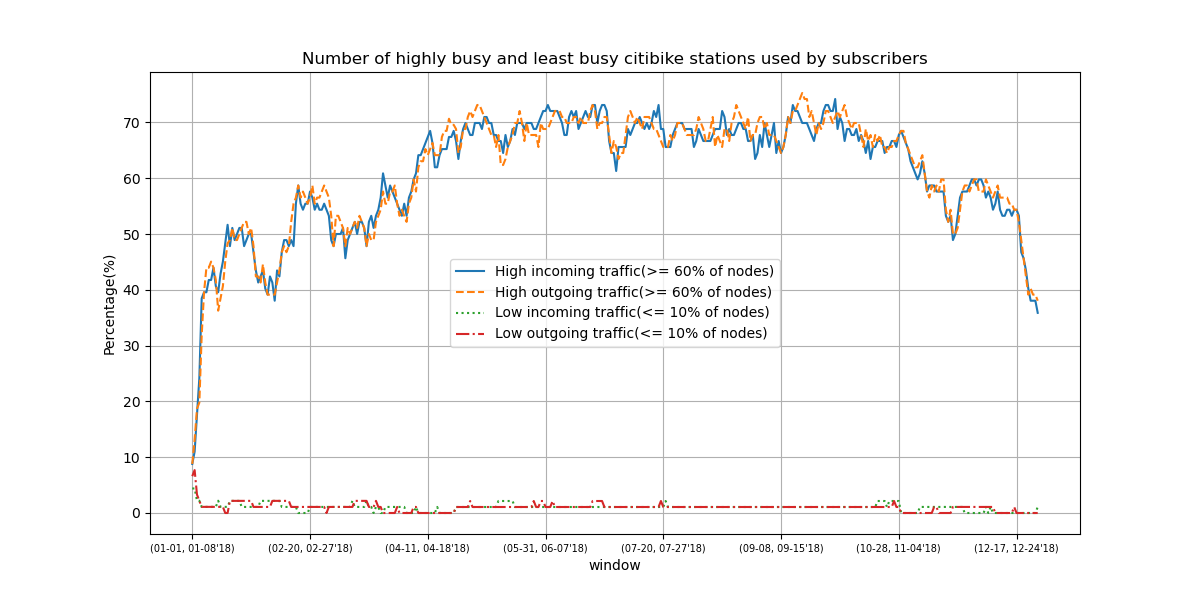 Number of highly busy and least busy citibike stations used by subscribers
Percentage(%)
70
60
50
40
30
20
10
0
High incoming traffic(>= 60% of nodes)
High outgoing traffic(>= 60% of nodes)
Low incoming traffic(<= 10% of nodes)
Low outgoing traffic(<= 10% of nodes)
(01-01, 01-08'18) (02-20, 02-27'18) (04-11, 04-18'18) (05-31, 06-07'18) (07-20, 07-27'18) (09-08, 09-15'18) (10-28, 11-04'18) (12-17, 12-24'18)
window